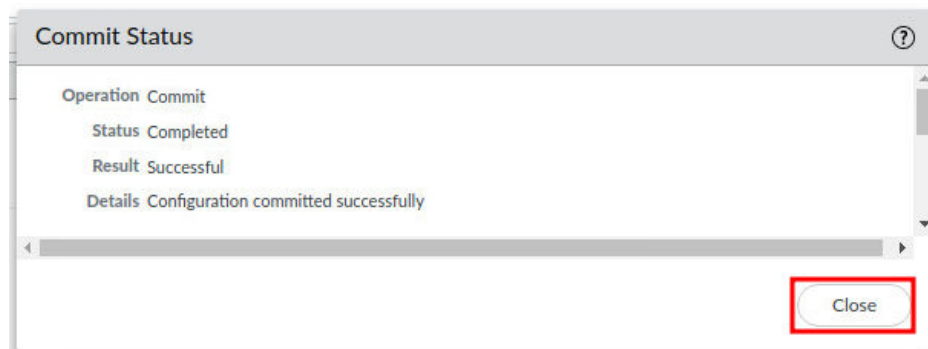 Commit Status
?
Operation Commit
Status Completed
Result Successful
Details Configuration committed successfully
Close